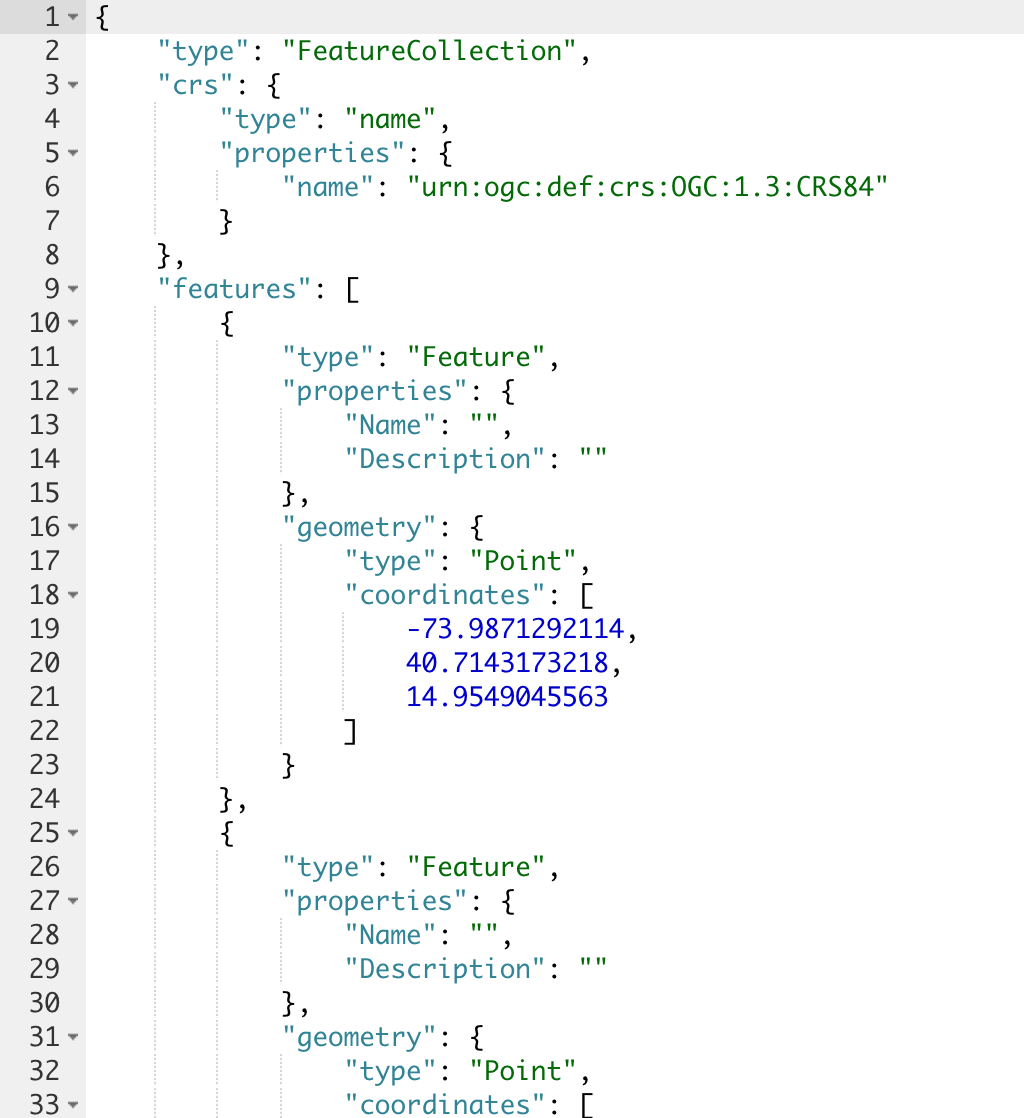 1 {
2     "type": "FeatureCollection",
3     "crs": {
4         "type": "name",
5         "properties": {
6             "name": "urn:ogc:def:crs:OGC:1.3:CRS84"
7         }
8     },
9     "features": [
10         {
11             "type": "Feature",
12             "properties": {
13                 "Name": "",
14                 "Description": ""
15             },
16             "geometry": {
17                 "type": "Point",
18                 "coordinates": [
19                     -73.9871292114,
20                     40.7143173218,
21                     14.9549045563
22                 ]
23             }
24         },
25         {
26             "type": "Feature",
27             "properties": {
28                 "Name": "",
29                 "Description": ""
30             },
31             "geometry": {
32                 "type": "Point",
33                 "coordinates": [